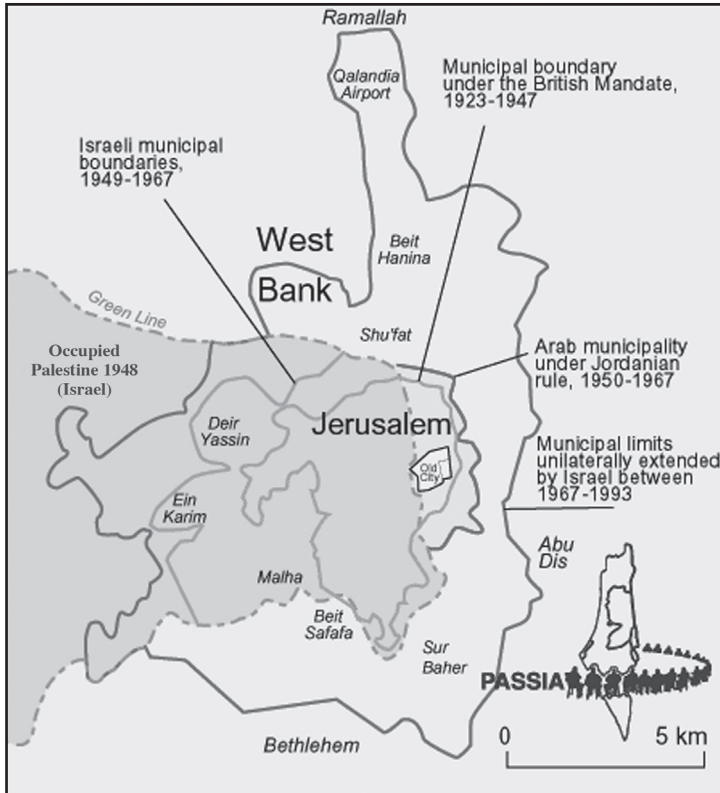 Ramallah
Qalandia
Airport
Municipal boundary
under the British Mandate,
1923-1947
Israeli municipal
boundaries,
1949-1967
West
Bank
Beit
Hanina
Green Line
Shu'fat
Occupied
Palestine 1948
(Israel)
Arab municipality
under Jordanian
rule, 1950-1967
Jerusalem
Deir
Yassin
Old
City
Municipal limits
unilaterally extended
by Israel between
1967-1993
Ein
Karim
Abu
Dis
Malha
Beit
Safafa
Sur
Baher
PASSIA
Bethlehem
0 5 km